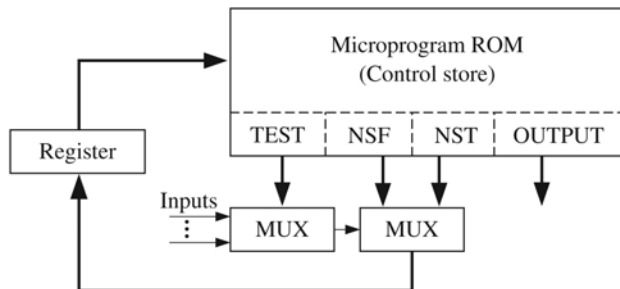 Microprogram ROM
(Control store)
TEST NSF NST OUTPUT
Register
Inputs
MUX MUX